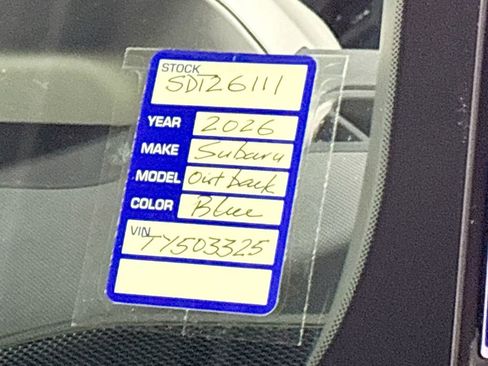 STOCK
SDT26111
YEAR 2026
MAKE Subaru
MODEL Outback
COLOR Blue
VIN
TY503325